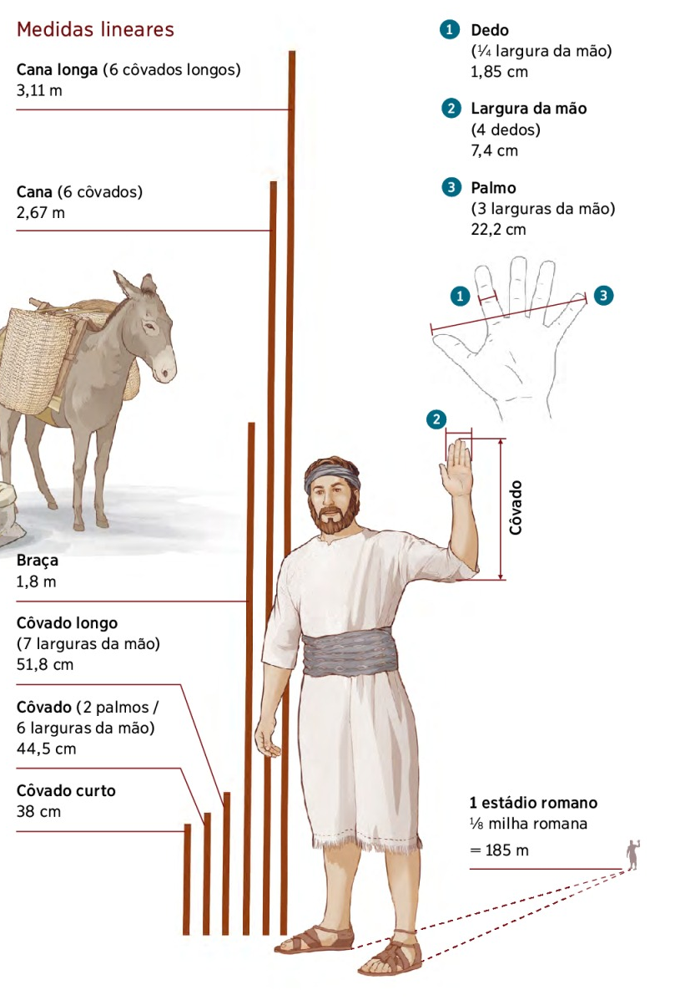 Medidas lineares
Cana longa (6 côvados longos)
3,11 m
Cana (6 côvados)
2,67 m
Braça
1,8 m
Côvado longo
(7 larguras da mão)
51,8 cm
Côvado (2 palmos /
6 larguras da mão)
44,5 cm
Côvado curto
38 cm
1 Dedo
(¼ largura da mão)
1,85 cm
2 Largura da mão
(4 dedos)
7,4 cm
3 Palmo
(3 larguras da mão)
22,2 cm
1
3
2
Côvado
1 estádio romano
⅛ milha romana
= 185 m